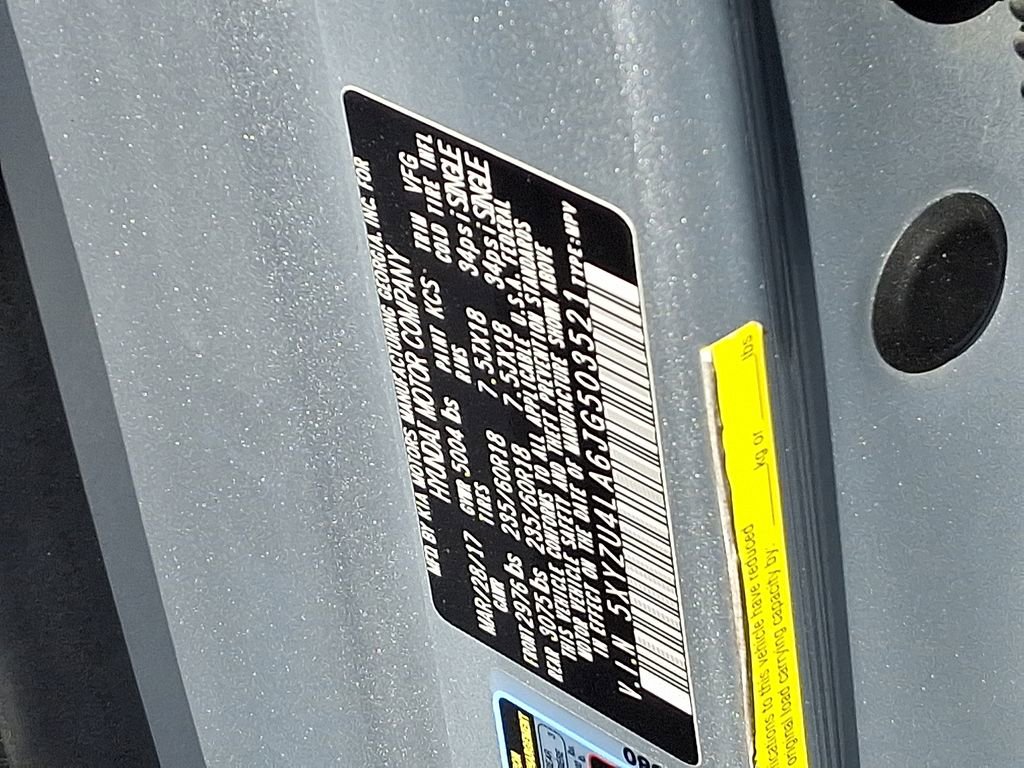 MFD BY KIA MOTORS MANUFACTURING GEORGIA, INC. FOR
HYUNDAI MOTOR COMPANY
MAR/28/17 GVWR 5004 lbs PAINT KCS TRIM VFG
GAWR TIRES RIMS COLD TIRE INFL
FRONT 2976 lbs 235/60R18 7.5JX18 34psi SINGLE
REAR 3075 lbs 235/60R18 7.5JX18 34psi SINGLE
THIS VEHICLE CONFORMS TO ALL APPLICABLE U.S.A. FEDERAL
MOTOR VEHICLE SAFETY AND THEFT PREVENTION STANDARDS
IN EFFECT ON THE DATE OF MANUFACTURE SHOWN ABOVE
V.I.N 5XYZU4LA6JG503521 TYPE:MPV
ications to this vehicle have reduced
original load carrying capacity by
kg or lbs